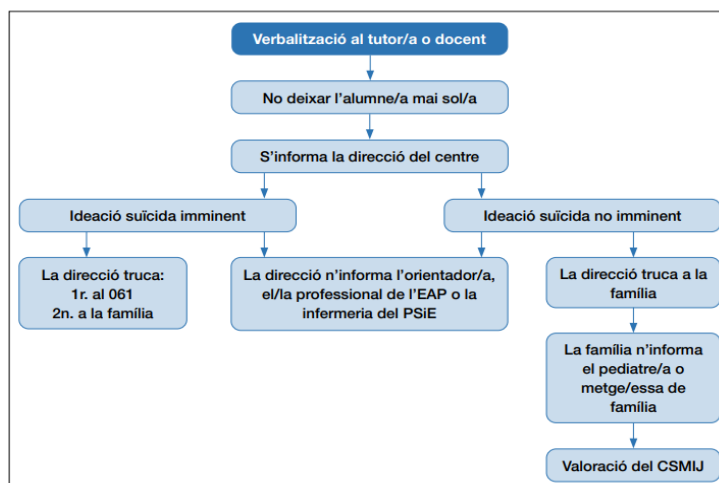 Verbalització al tutor/a o docent
No deixar l’alumne/a mai sol/a
S’informa la direcció del centre
Ideació suïcida imminent
Ideació suïcida no imminent
La direcció truca:
1r. al 061
2n. a la família
La direcció n’informa l’orientador/a,
el/la professional de l’EAP o la
infermeria del PSiE
La direcció truca a la
família
La família n’informa
el pediatre/a o
metge/essa de
família
Valoració del CSMIJ